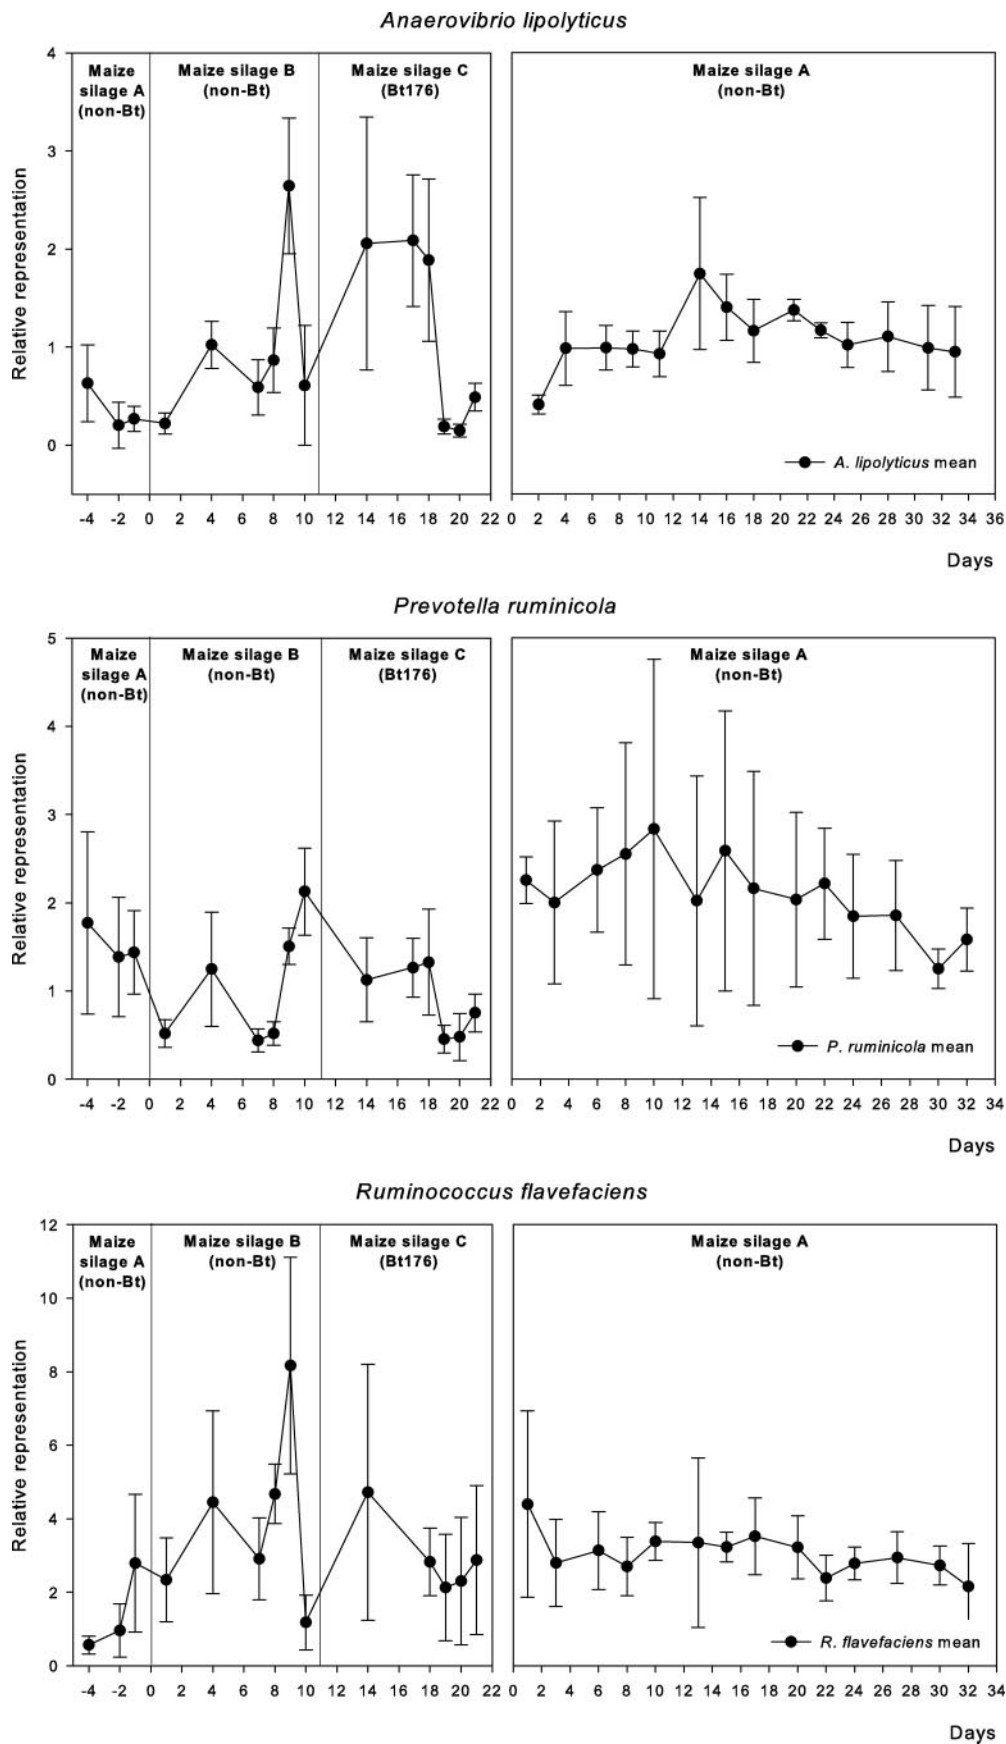 Anaerovibrio lipolyticus
Maize
silage A
(non-Bt)
Maize silage B
(non-Bt)
Maize silage C
(Bt176)
Maize silage A
(non-Bt)
Relative representation
4
3
2
1
0
A. lipolyticus mean
-4 -2 0 2 4 6 8 10 12 14 16 18 20 22
0 2 4 6 8 10 12 14 16 18 20 22 24 26 28 30 32 34 36
Days
Prevotella ruminicola
Maize
silage A
(non-Bt)
Maize silage B
(non-Bt)
Maize silage C
(Bt176)
Maize silage A
(non-Bt)
Relative representation
5
4
3
2
1
0
P. ruminicola mean
-4 -2 0 2 4 6 8 10 12 14 16 18 20 22
0 2 4 6 8 10 12 14 16 18 20 22 24 26 28 30 32 34
Days
Ruminococcus flavefaciens
Maize
silage A
(non-Bt)
Maize silage B
(non-Bt)
Maize silage C
(Bt176)
Maize silage A
(non-Bt)
Relative representation
12
10
8
6
4
2
0
R. flavefaciens mean
-4 -2 0 2 4 6 8 10 12 14 16 18 20 22
0 2 4 6 8 10 12 14 16 18 20 22 24 26 28 30 32 34
Days